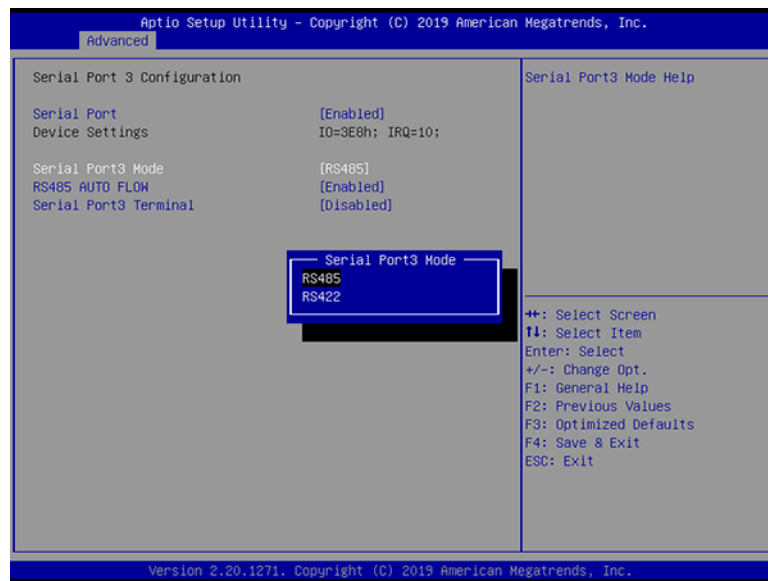 Aptio Setup Utility – Copyright (C) 2019 American Megatrends, Inc.
Advanced
Serial Port 3 Configuration
Serial Port [Enabled]
Device Settings IO=3E8h; IRQ=10;
Serial Port3 Mode [RS485]
RS485 AUTO FLOW [Enabled]
Serial Port3 Terminal [Disabled]
Serial Port3 Mode
RS485
RS422
Serial Port3 Mode Help
→←: Select Screen
↑↓: Select Item
Enter: Select
+/-: Change Opt.
F1: General Help
F2: Previous Values
F3: Optimized Defaults
F4: Save & Exit
ESC: Exit
Version 2.20.1271. Copyright (C) 2019 American Megatrends, Inc.